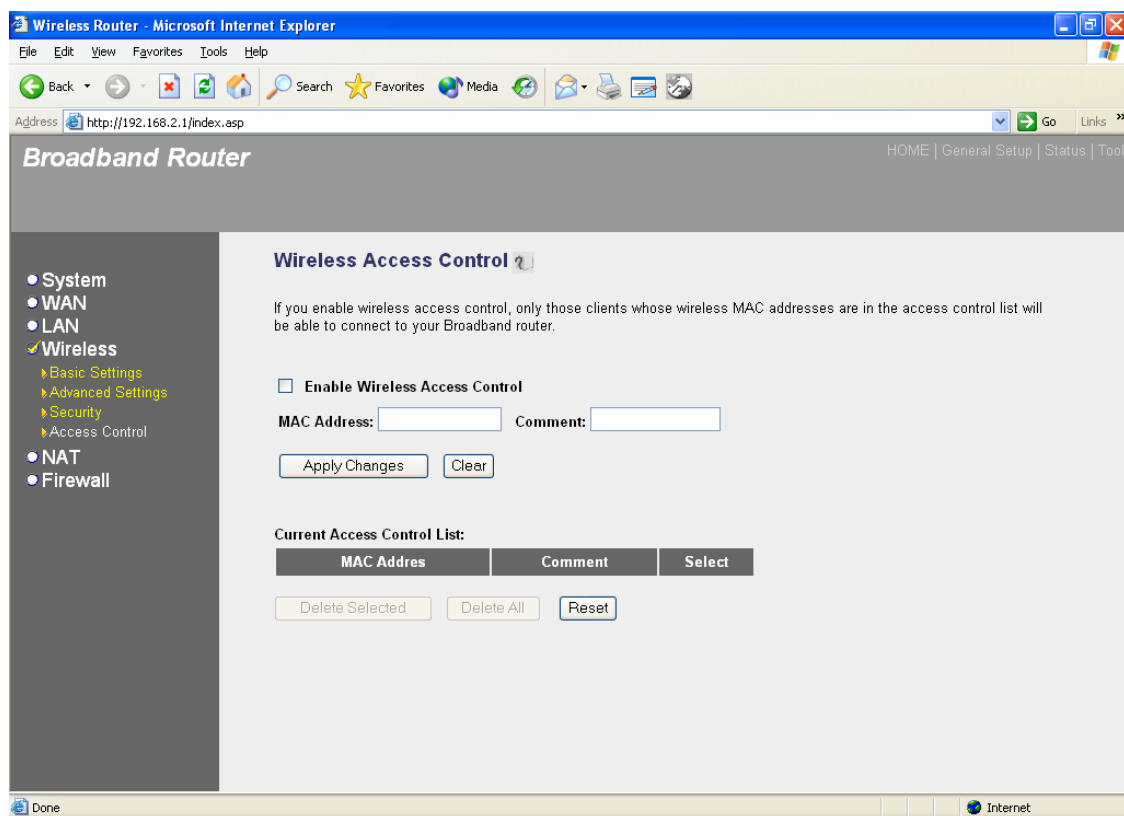 Wireless Router - Microsoft Internet Explorer
File Edit View Favorites Tools Help
Back Search Favorites Media
Address http://192.168.2.1/index.asp Go Links »
Broadband Router
HOME | General Setup | Status | Tool
System
WAN
LAN
Wireless
Basic Settings
Advanced Settings
Security
Access Control
NAT
Firewall
Wireless Access Control
If you enable wireless access control, only those clients whose wireless MAC addresses are in the access control list will
be able to connect to your Broadband router.
Enable Wireless Access Control
MAC Address: Comment:
Apply Changes Clear
Current Access Control List:
MAC Addres Comment Select
Delete Selected Delete All Reset
Done Internet